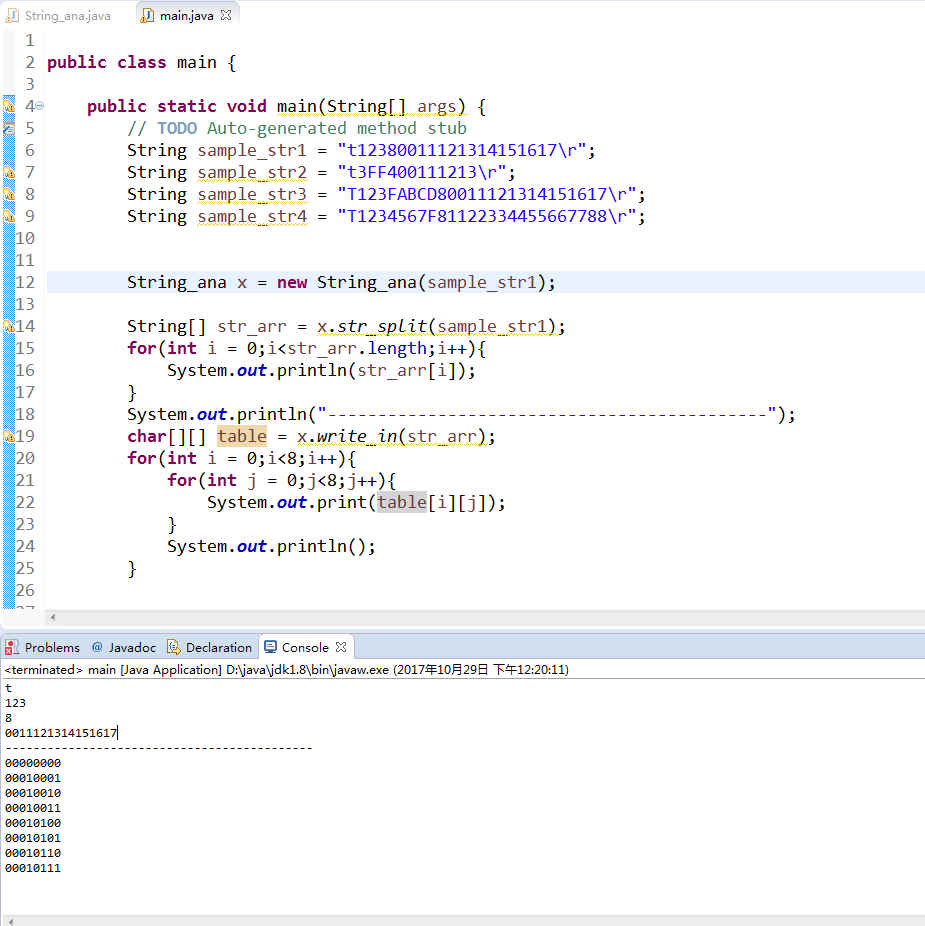 String_ana.java main.java
1
2 public class main {
3
4 public static void main(String[] args) {
5 // TODO Auto-generated method stub
6 String sample_str1 = "t12380011121314151617\r";
7 String sample_str2 = "t3FF400111213\r";
8 String sample_str3 = "T123FABCD80011121314151617\r";
9 String sample_str4 = "T1234567F81122334455667788\r";
10
11
12 String_ana x = new String_ana(sample_str1);
13
14 String[] str_arr = x.str_split(sample_str1);
15 for(int i = 0;i<str_arr.length;i++){
16 System.out.println(str_arr[i]);
17 }
18 System.out.println("--------------------------------------------");
19 char[][] table = x.write_in(str_arr);
20 for(int i = 0;i<8;i++){
21 for(int j = 0;j<8;j++){
22 System.out.print(table[i][j]);
23 }
24 System.out.println();
25 }
26
27
Problems @ Javadoc Declaration Console
<terminated> main [Java Application] D:\java\jdk1.8\bin\javaw.exe (2017年10月29日 下午12:20:11)
t
123
8
0011121314151617
--------------------------------------------
00000000
00010001
00010010
00010011
00010100
00010101
00010110
00010111